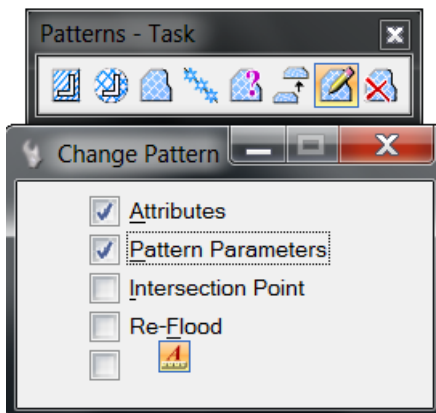 Patterns - Task
Change Pattern
Attributes
Pattern Parameters
Intersection Point
Re-Flood
A